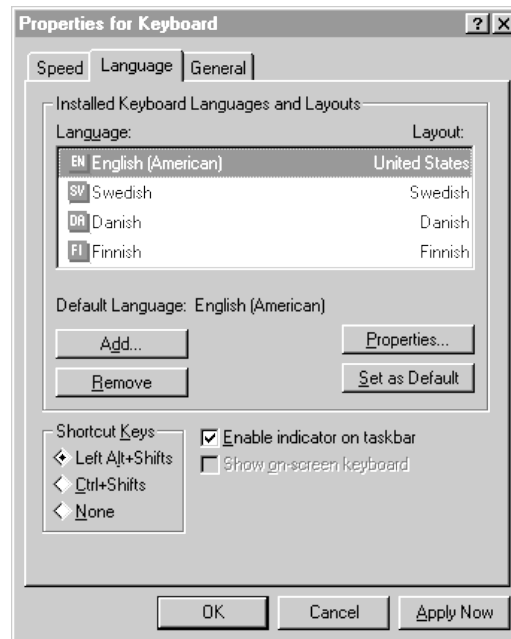 Properties for Keyboard ? X
Speed Language General
Installed Keyboard Languages and Layouts
Language: Layout:
EN English (American) United States
SV Swedish Swedish
DA Danish Danish
FI Finnish Finnish
Default Language: English (American)
Add... Properties...
Remove Set as Default
Shortcut Keys
Left Alt+Shifts
Ctrl+Shifts
None
Enable indicator on taskbar
Show on-screen keyboard
OK Cancel Apply Now